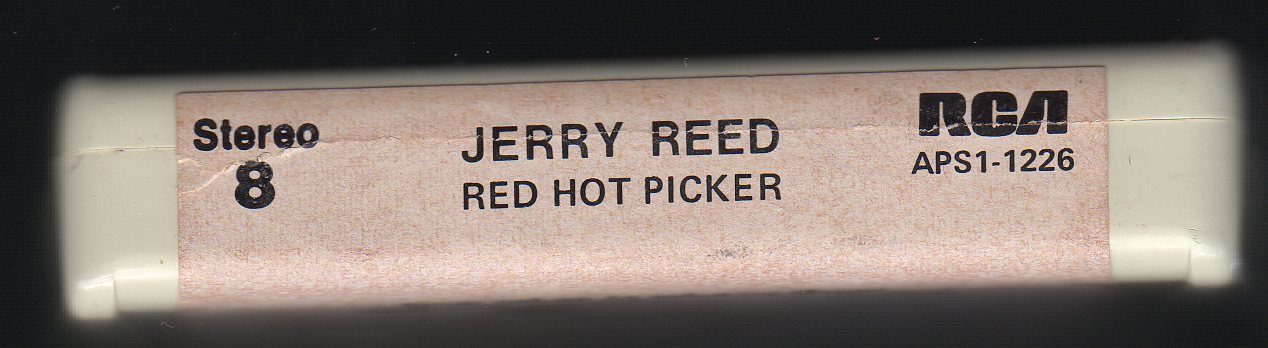 Stereo
8
JERRY REED
RED HOT PICKER
RCA
APS1-1226